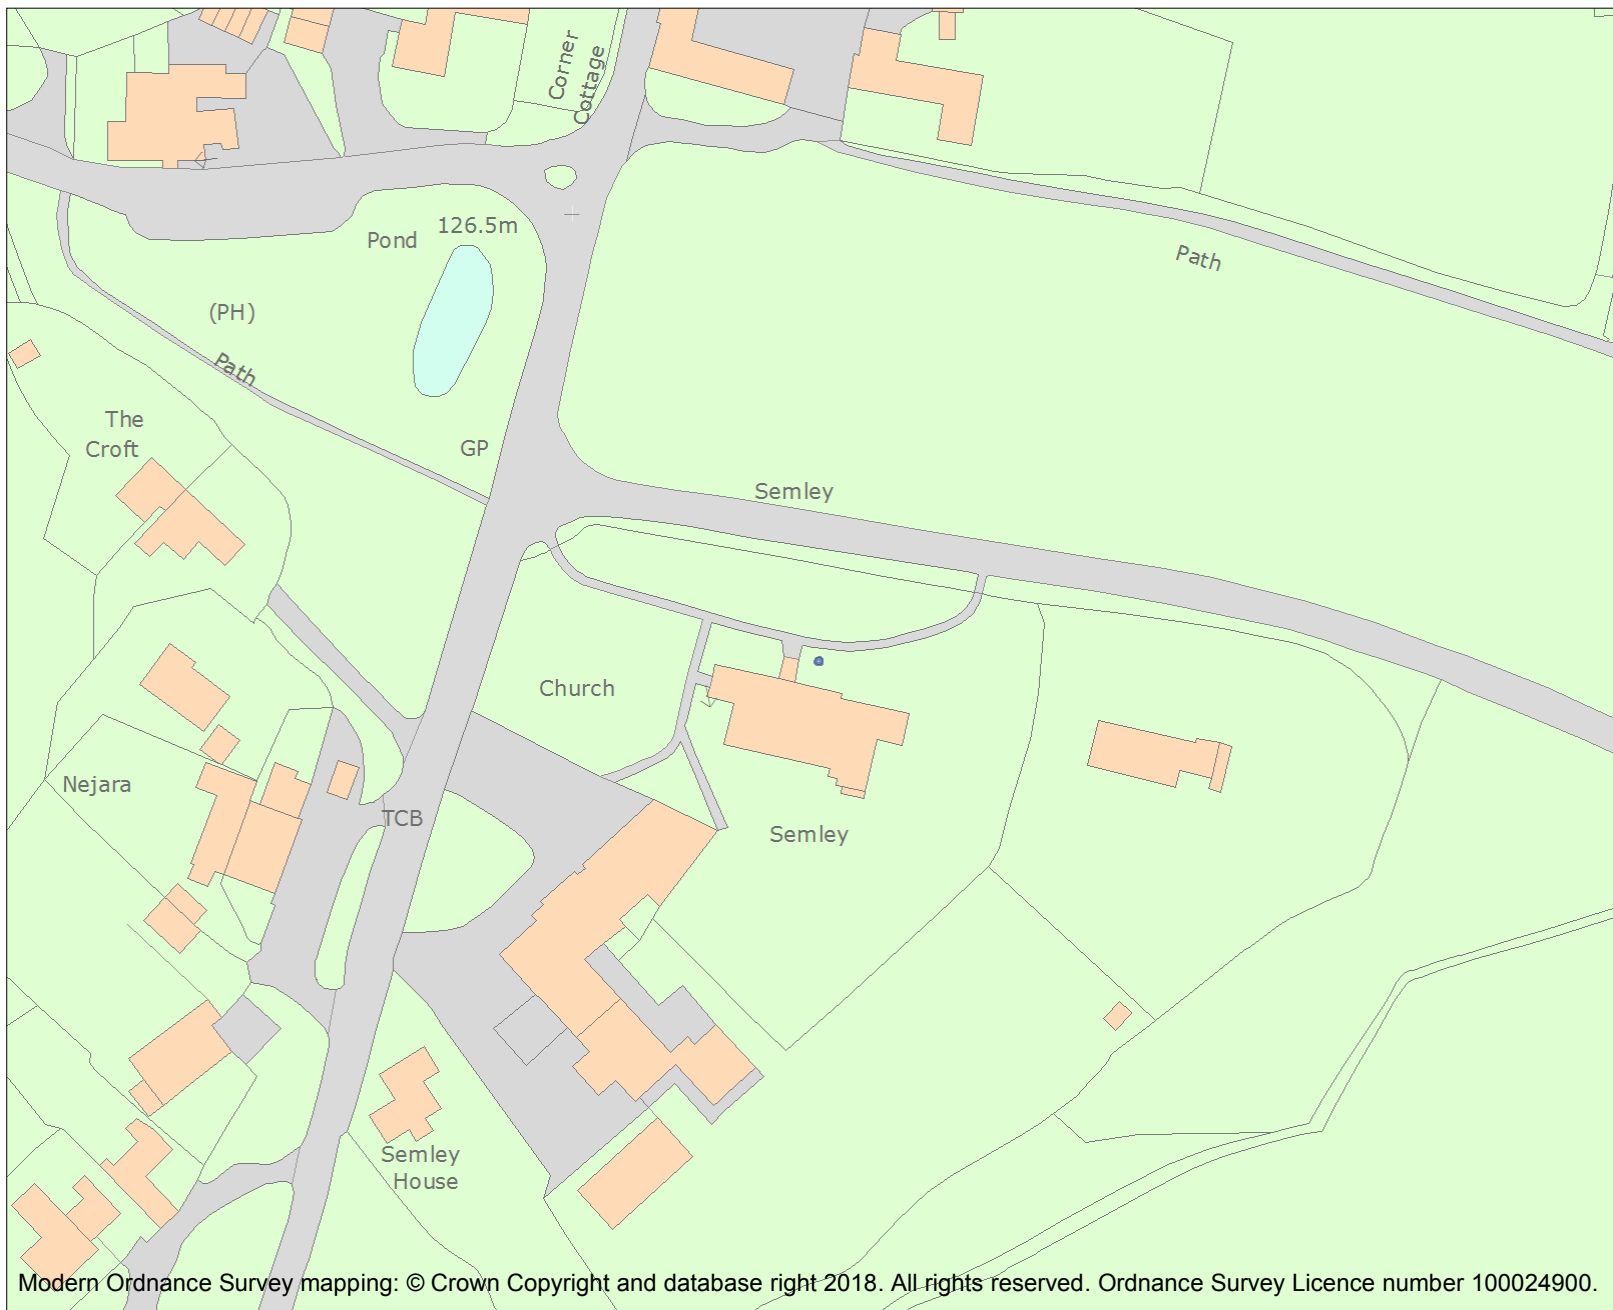 Corner
Cottage
126.5m
Pond
Path
(PH)
Path
The
Croft
GP
Semley
Church
Nejara
TCB
Semley
Semley
House
Modern Ordnance Survey mapping: © Crown Copyright and database right 2018. All rights reserved. Ordnance Survey Licence number 100024900.